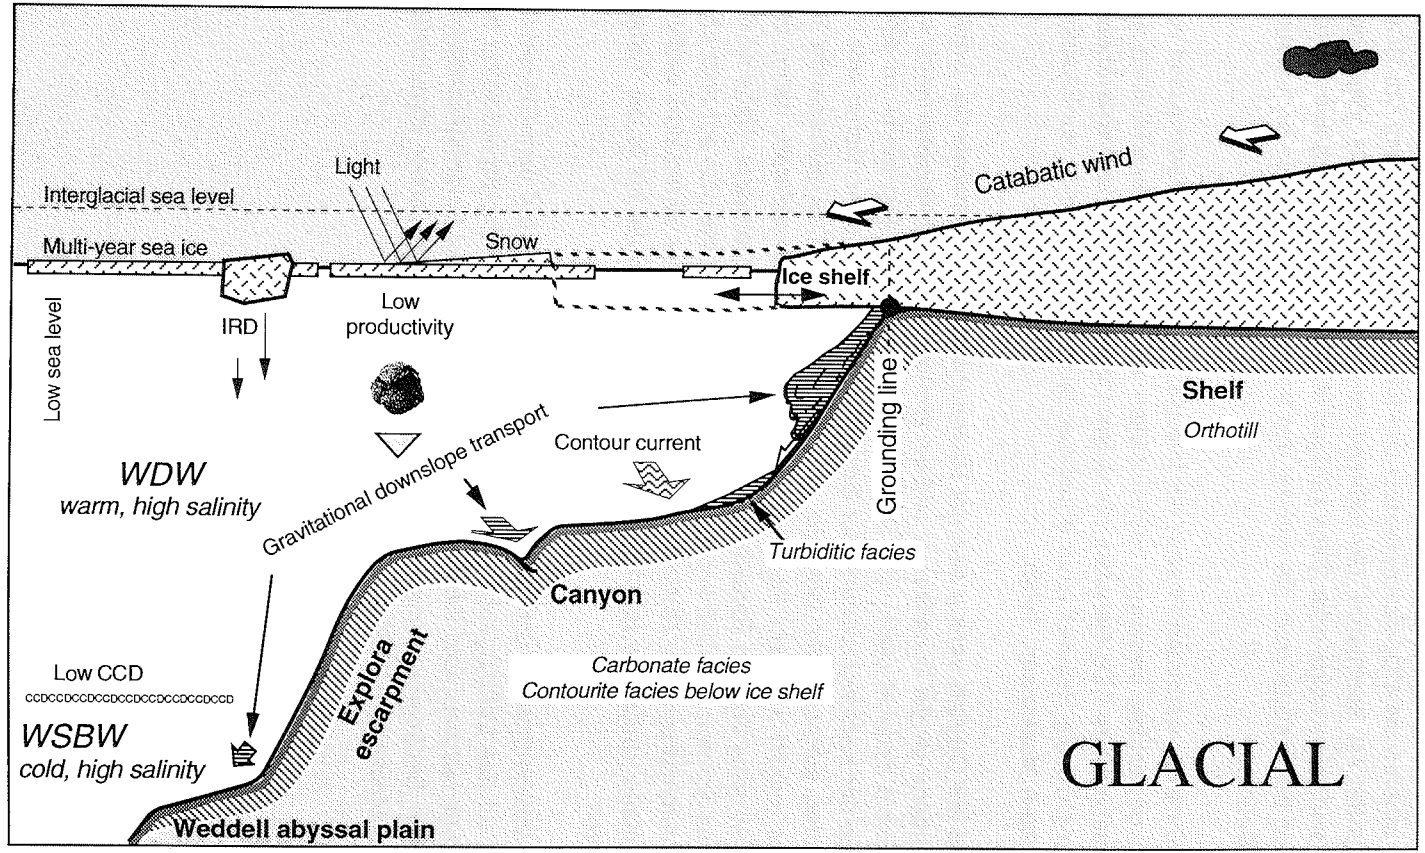 Light
Catabatic wind
Interglacial sea level
Multi-year sea ice
Snow
Ice shelf
IRD
Low
productivity
Low sea level
Grounding line
Shelf
Orthotill
Gravitational downslope transport
Contour current
WDW
warm, high salinity
Turbiditic facies
Canyon
Explora
escarpment
Carbonate facies
Contourite facies below ice shelf
Low CCD
CCDCCDCCDCCDCCDCCDCCDCCDCCD
WSBW
cold, high salinity
GLACIAL
Weddell abyssal plain